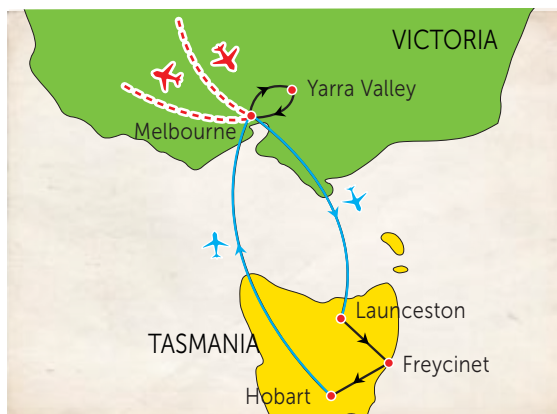 VICTORIA
Yarra Valley
Melbourne
Launceston
TASMANIA
Freycinet
Hobart